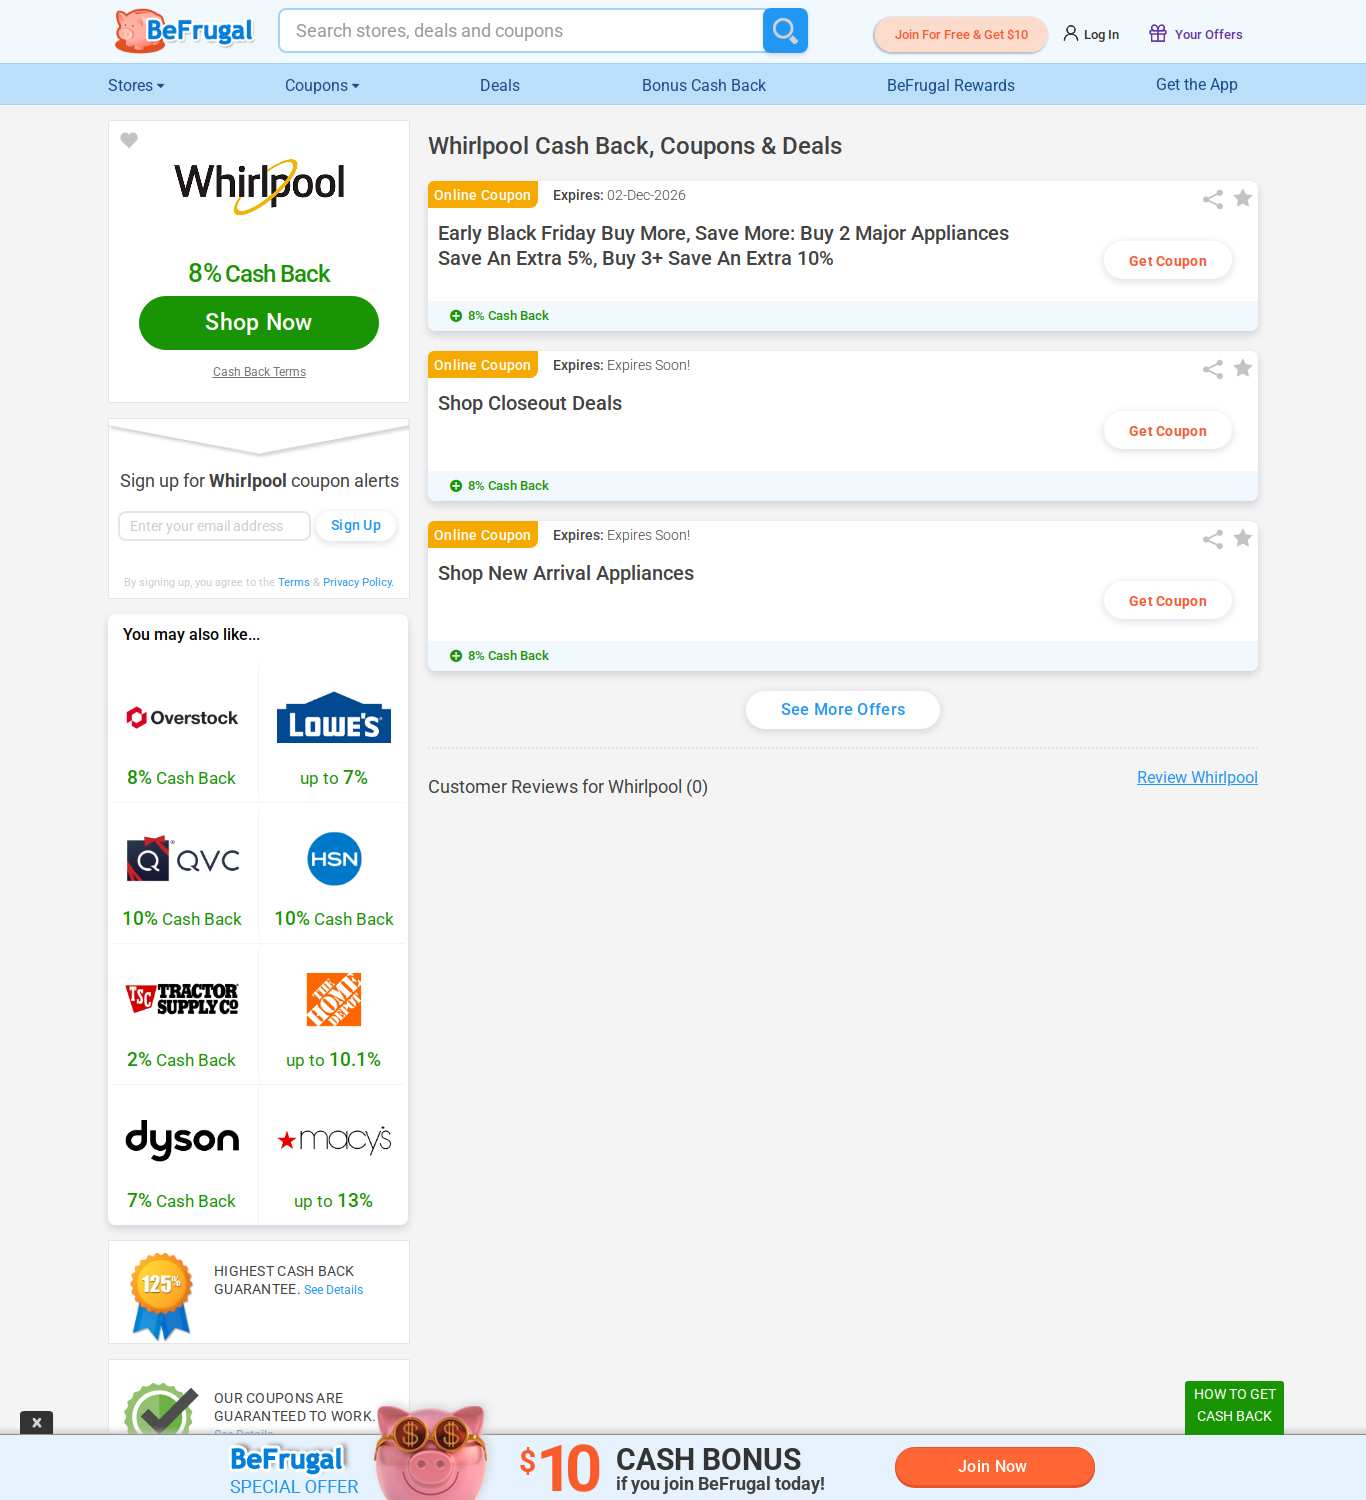 BeFrugal
Search stores, deals and coupons
Join For Free & Get $10
Log In
Your Offers
Stores
Coupons
Deals
Bonus Cash Back
BeFrugal Rewards
Get the App
Whirlpool
8% Cash Back
Shop Now
Cash Back Terms
Sign up for Whirlpool coupon alerts
Enter your email address
Sign Up
By signing up, you agree to the Terms & Privacy Policy.
You may also like...
Overstock
LOWE'S
8% Cash Back
up to 7%
Q QVC
HSN
10% Cash Back
10% Cash Back
TSC TRACTOR
SUPPLY CO
THE
HOME
DEPOT
2% Cash Back
up to 10.1%
dyson
macy's
7% Cash Back
up to 13%
125%
HIGHEST CASH BACK
GUARANTEE. See Details
OUR COUPONS ARE
GUARANTEED TO WORK.
See Details
Whirlpool Cash Back, Coupons & Deals
Online Coupon
Expires: 02-Dec-2026
Early Black Friday Buy More, Save More: Buy 2 Major Appliances
Save An Extra 5%, Buy 3+ Save An Extra 10%
Get Coupon
8% Cash Back
Online Coupon
Expires: Expires Soon!
Shop Closeout Deals
Get Coupon
8% Cash Back
Online Coupon
Expires: Expires Soon!
Shop New Arrival Appliances
Get Coupon
8% Cash Back
See More Offers
Customer Reviews for Whirlpool (0)
Review Whirlpool
HOW TO GET
CASH BACK
x
BeFrugal
SPECIAL OFFER
$ $
$10
CASH BONUS
if you join BeFrugal today!
Join Now